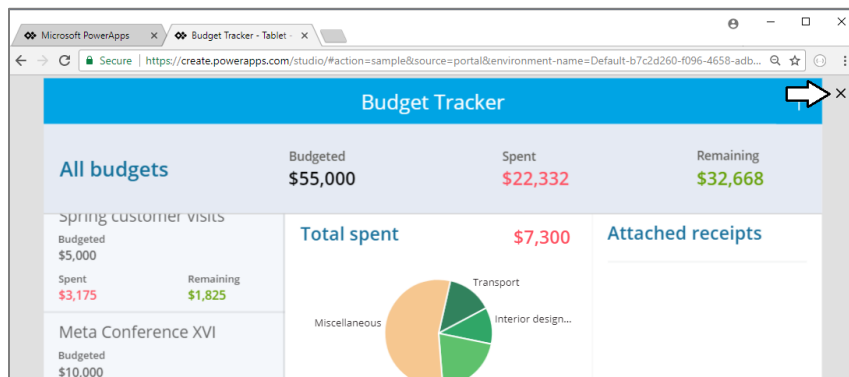 Microsoft PowerApps
Budget Tracker - Tablet -
Secure
https://create.powerapps.com/studio/#action=sample&source=portal&environment-name=Default-b7c2d260-f096-4658-adb...
Budget Tracker
All budgets
Budgeted
$55,000
Spent
$22,332
Remaining
$32,668
Spring customer visits
Budgeted
$5,000
Spent
$3,175
Remaining
$1,825
Meta Conference XVI
Budgeted
$10,000
Total spent
$7,300
Transport
Interior design...
Miscellaneous
Attached receipts